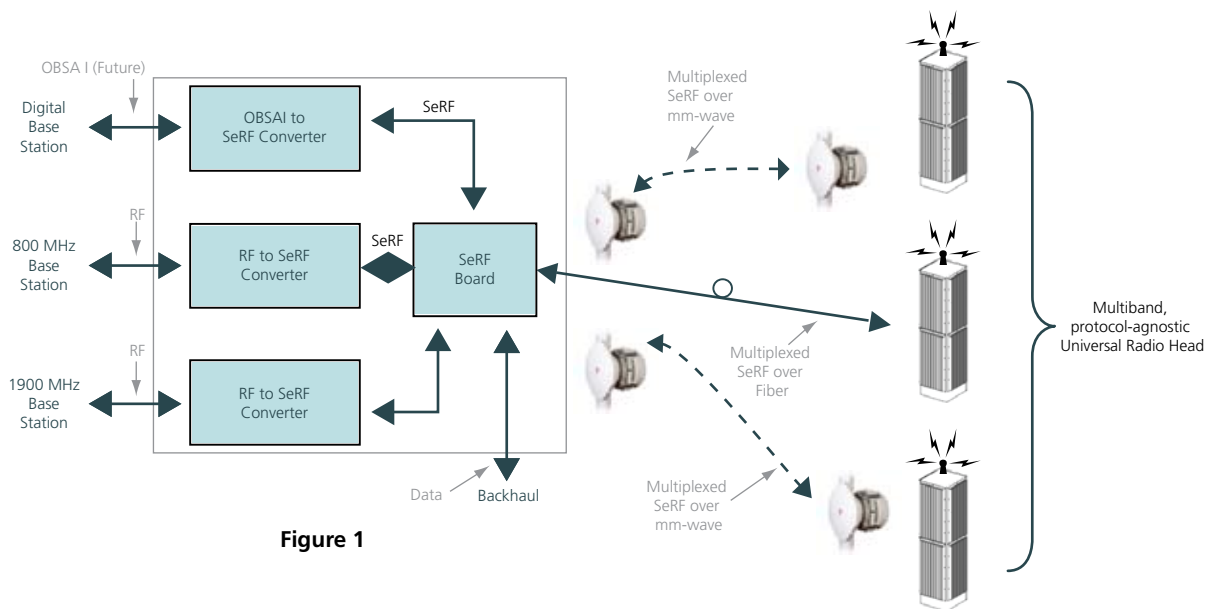 OBSA I (Future)
Digital
Base
Station
OBSAI to
SeRF Converter
SeRF
RF
800 MHz
Base
Station
RF to SeRF
Converter
SeRF
SeRF
Board
RF
1900 MHz
Base
Station
RF to SeRF
Converter
Data
Backhaul
Multiplexed
SeRF over
mm-wave
Multiplexed
SeRF over
Fiber
Multiplexed
SeRF over
mm-wave
Multiband,
protocol-agnostic
Universal Radio Head
Figure 1